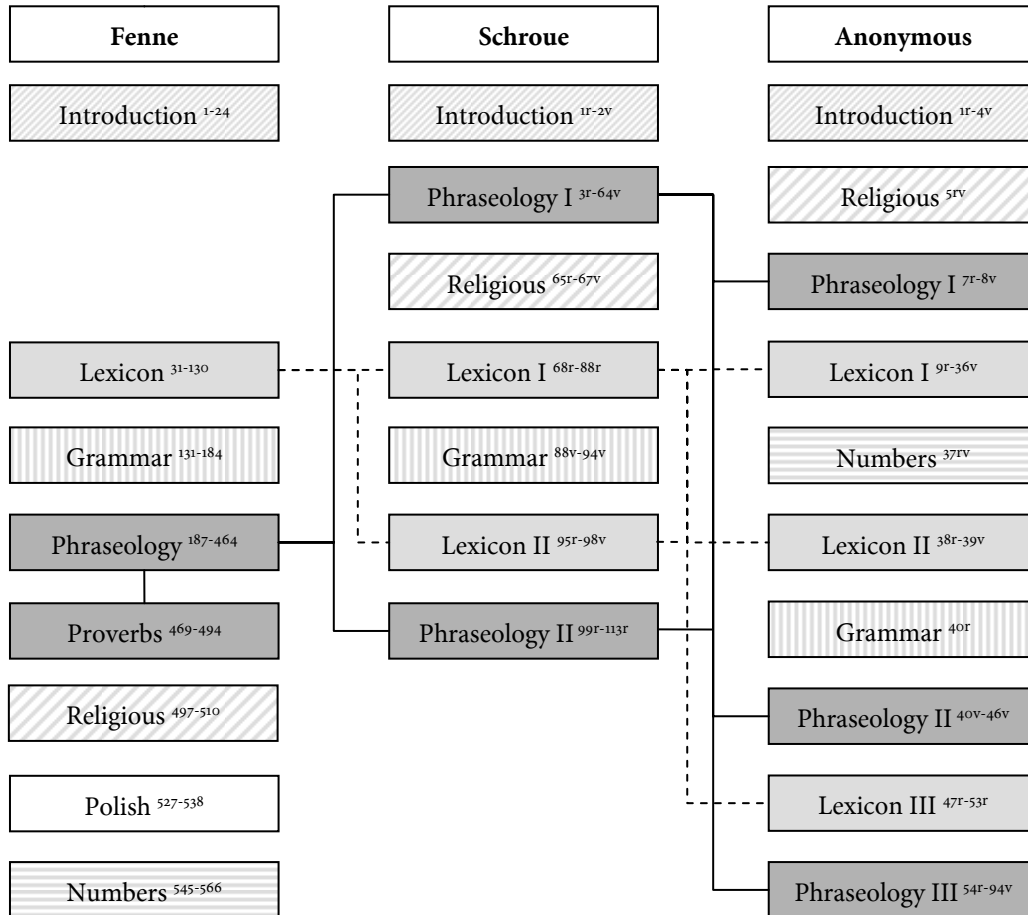 Fenne Schroue Anonymous
Introduction 1-24 Introduction 1r-2v Introduction 1r-4v
Phraseology I 3r-64v Religious 5rv
Religious 65r-67v Phraseology I 7r-8v
Lexicon 31-130 Lexicon I 68r-88r Lexicon I 9r-36v
Grammar 131-184 Grammar 88v-94v Numbers 37rv
Phraseology 187-464 Lexicon II 95r-98v Lexicon II 38r-39v
Proverbs 469-494 Phraseology II 99r-113r Grammar 40r
Religious 497-510 Phraseology II 40v-46v
Polish 527-538 Lexicon III 47r-53r
Numbers 545-566 Phraseology III 54r-94v